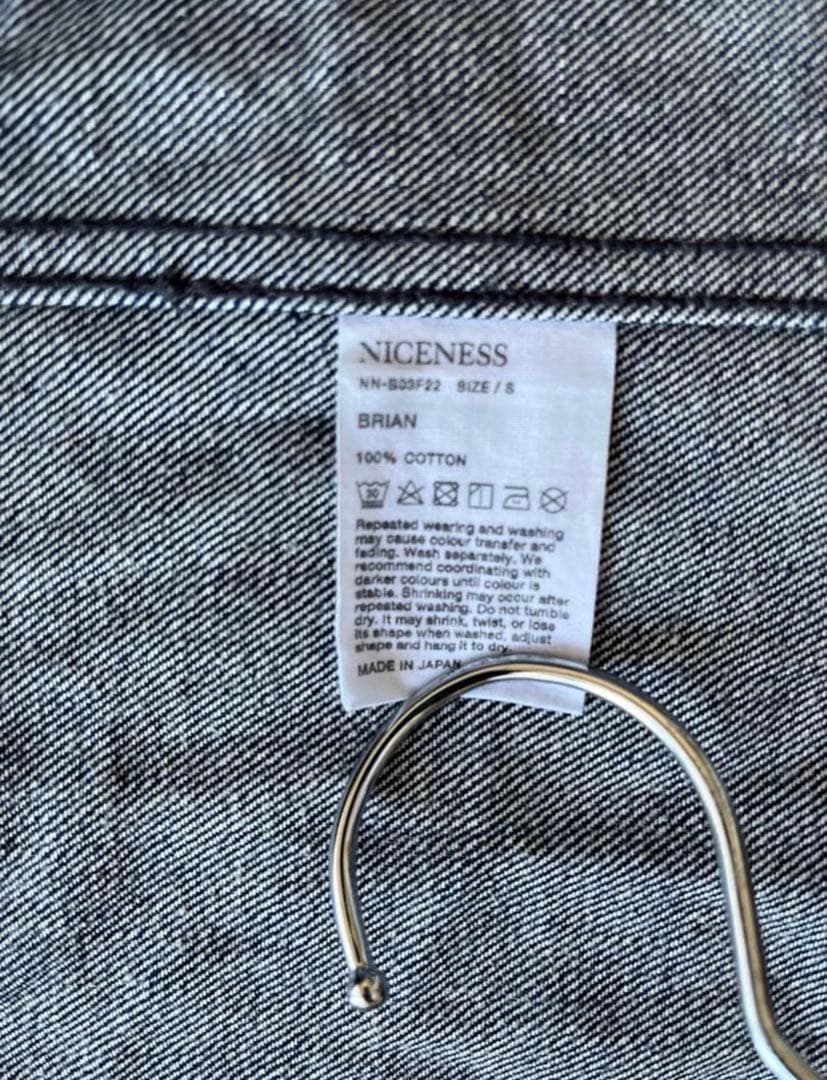 NICENESS
NN-B03F22 SIZE / S
BRIAN
100% COTTON
30
Repeated wearing and washing
may cause colour transfer and
fading. Wash separately. We
recommend coordinating with
darker colours until colour is
stable. Shrinking may occur after
repeated washing. Do not tumble
dry. It may shrink, twist, or lose
its shape when washed, adjust
shape and hang it to dry.
MADE IN JAPAN